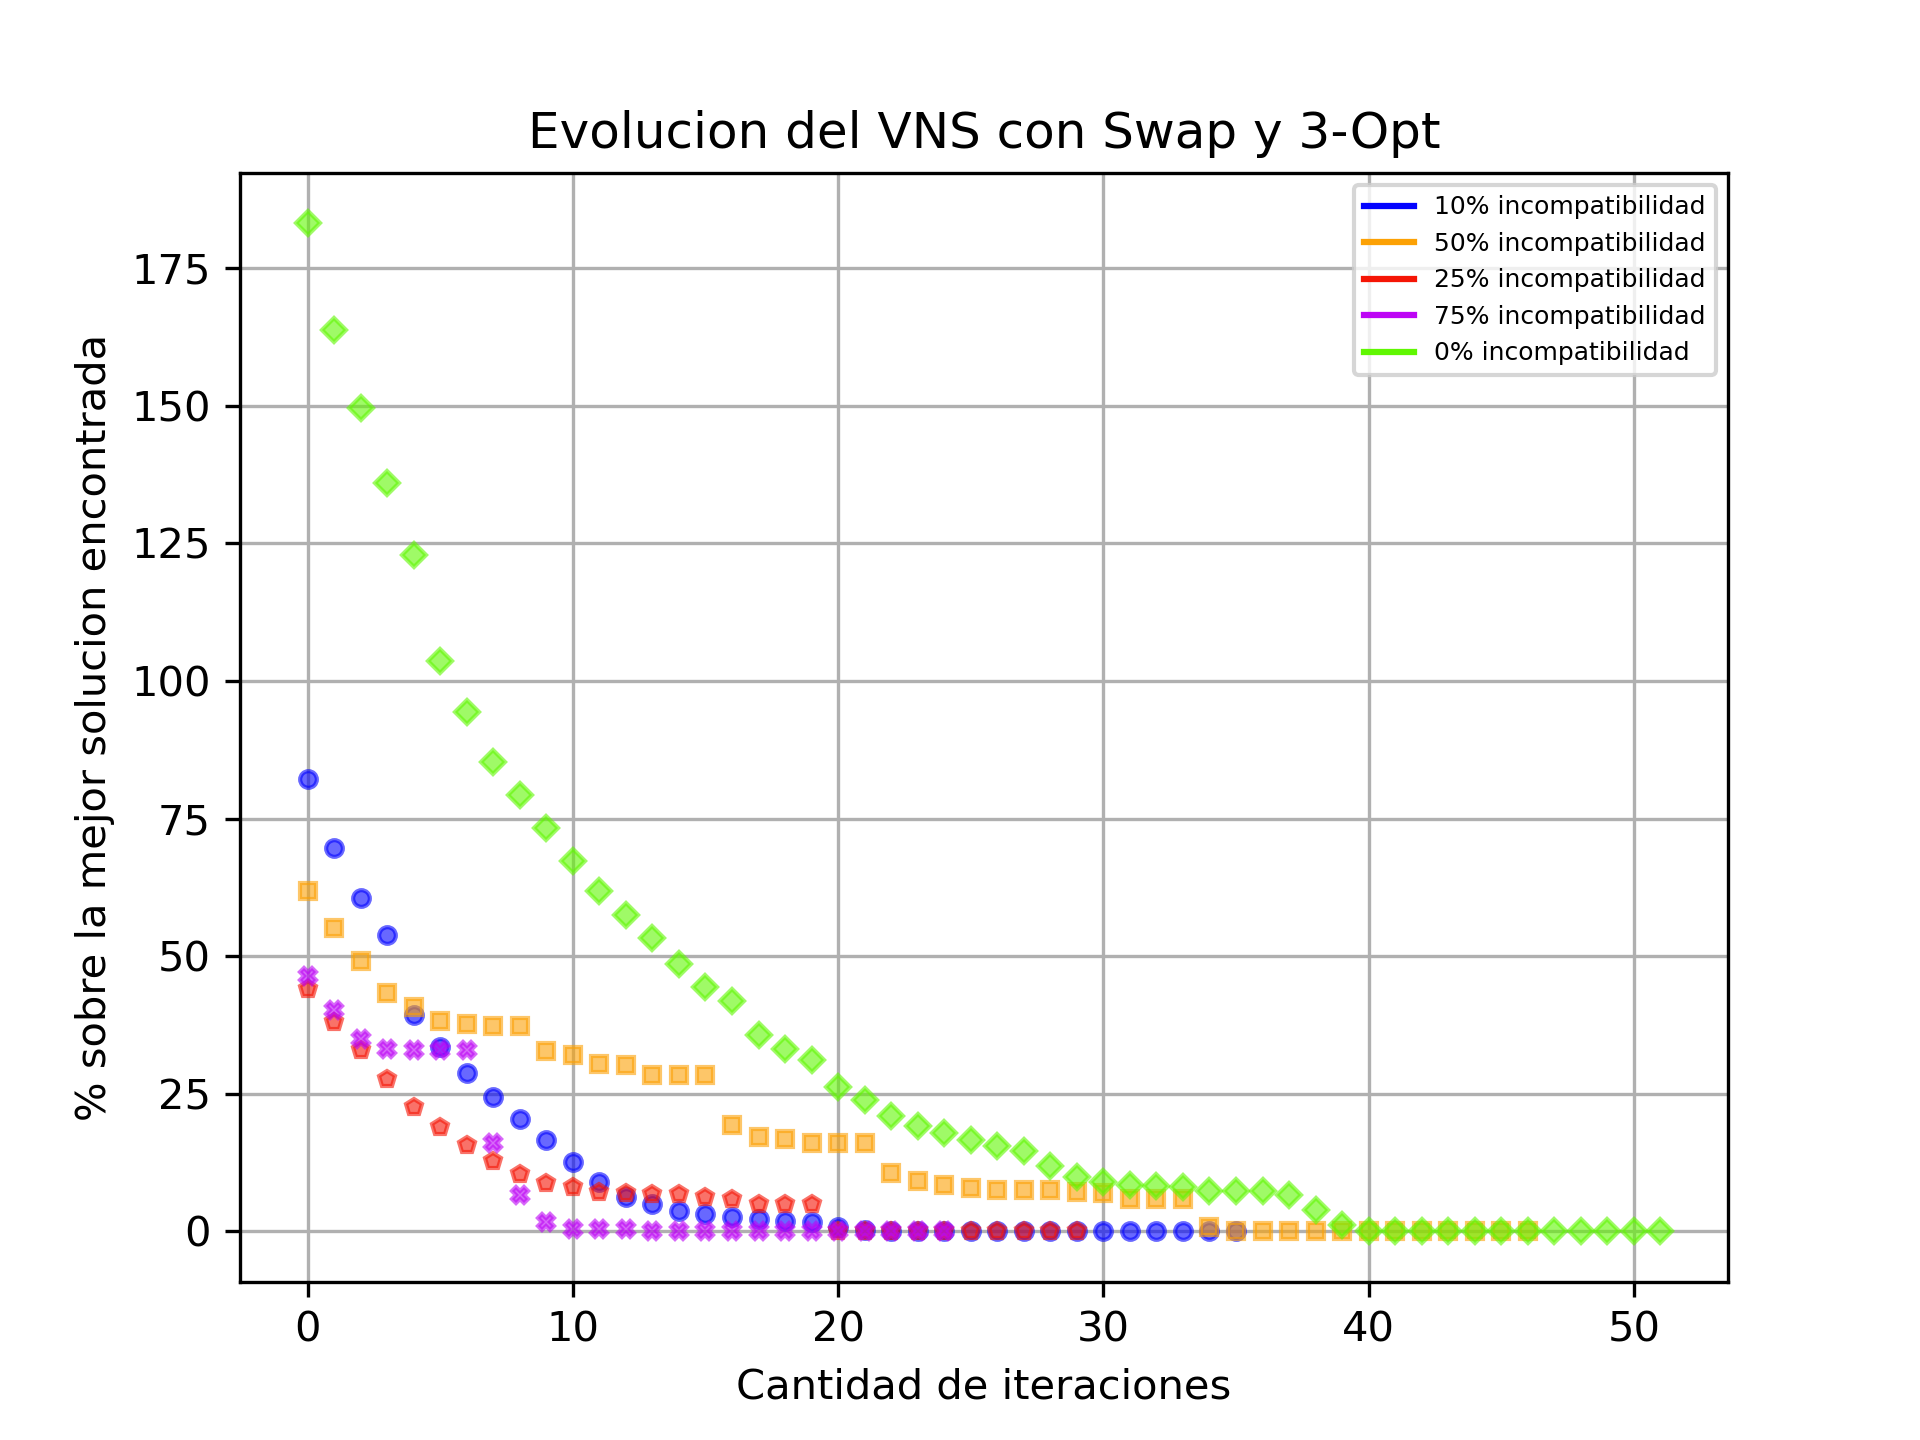 Evolucion del VNS con Swap y 3-Opt
10% incompatibilidad
50% incompatibilidad
25% incompatibilidad
75% incompatibilidad
0% incompatibilidad
% sobre la mejor solucion encontrada
175
150
125
100
75
50
25
0
0 10 20 30 40 50
Cantidad de iteraciones